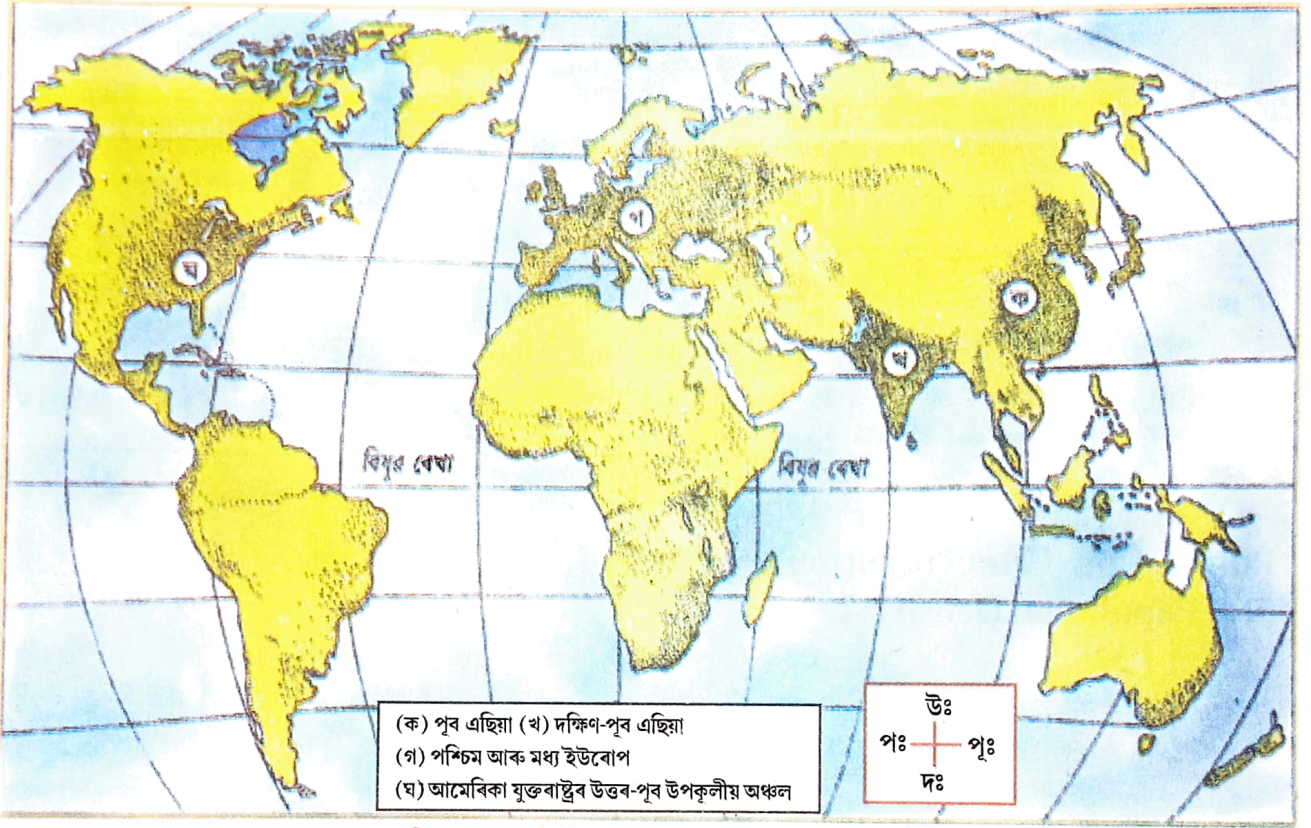 গ
ঘ
ক
খ
বিষুৱ ৰেখা
বিষুৱ ৰেখা
(ক) পূব এছিয়া (খ) দক্ষিণ-পূব এছিয়া
(গ) পশ্চিম আৰু মধ্য ইউৰোপ
(ঘ) আমেৰিকা যুক্তৰাষ্ট্ৰৰ উত্তৰ-পূব উপকূলীয় অঞ্চল
উঃ
পঃ পূঃ
দঃ